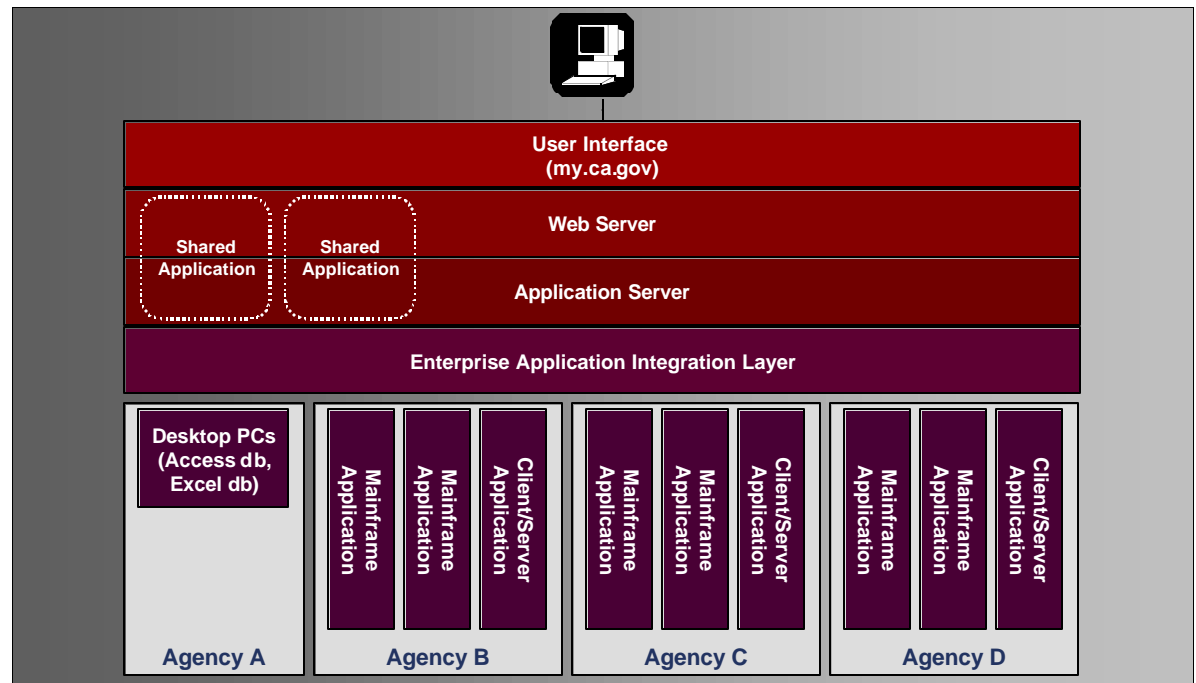 User Interface
(my.ca.gov)
Web Server
Shared
Application
Shared
Application
Application Server
Enterprise Application Integration Layer
Desktop PCs
(Access db,
Excel db)
Mainframe
Application
Mainframe
Application
Client/Server
Application
Mainframe
Application
Mainframe
Application
Client/Server
Application
Mainframe
Application
Mainframe
Application
Client/Server
Application
Agency A
Agency B
Agency C
Agency D